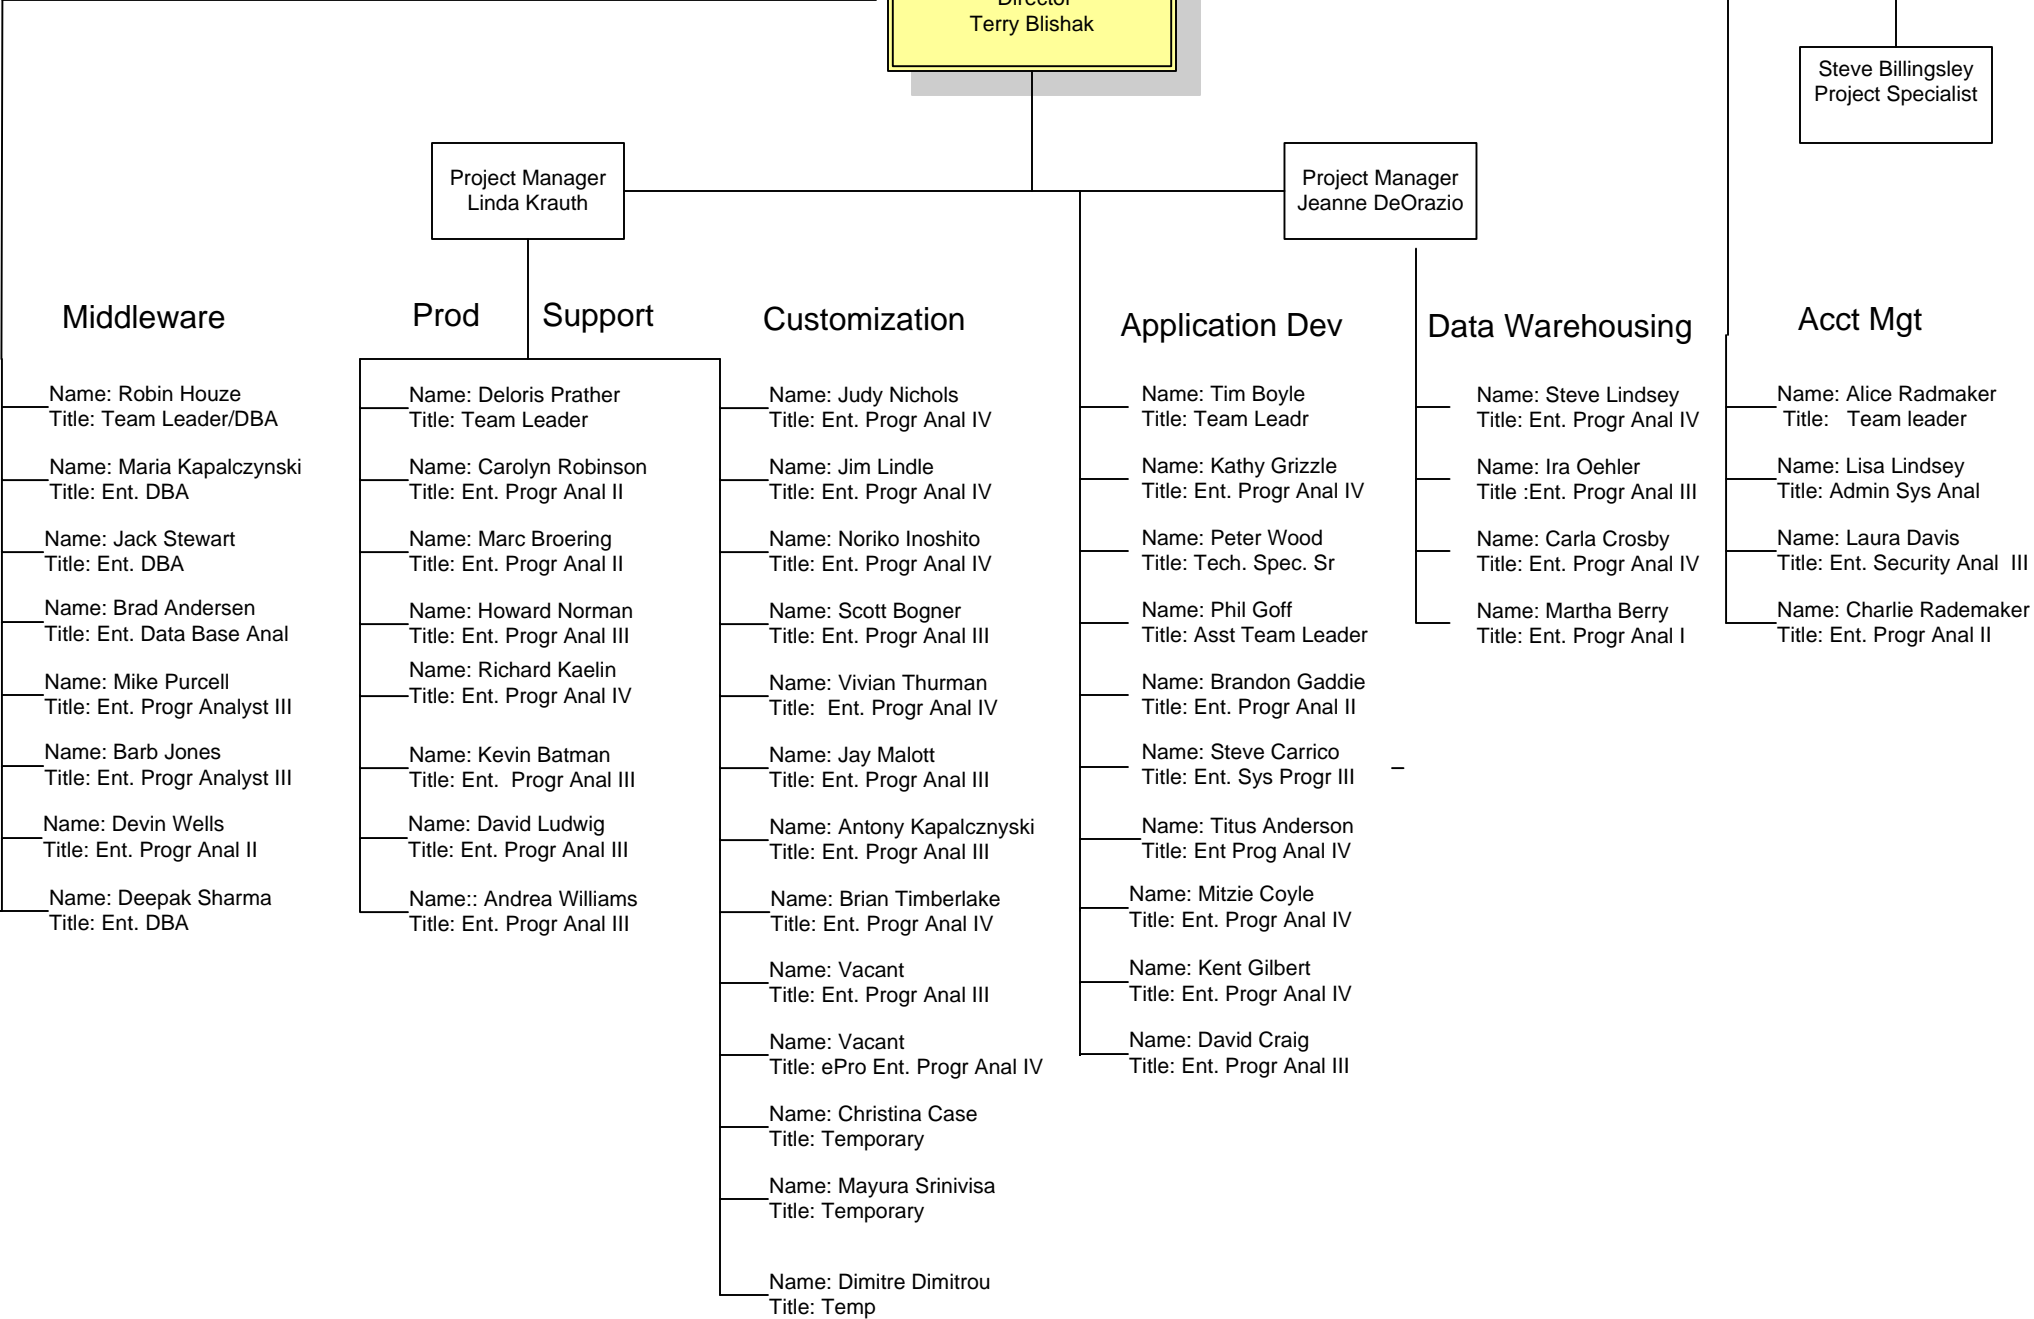 Director
Terry Blishak
Steve Billingsley
Project Specialist
Project Manager
Linda Krauth
Project Manager
Jeanne DeOrazio
Middleware
Name: Robin Houze
Title: Team Leader/DBA
Name: Maria Kapalczynski
Title: Ent. DBA
Name: Jack Stewart
Title: Ent. DBA
Name: Brad Andersen
Title: Ent. Data Base Anal
Name: Mike Purcell
Title: Ent. Progr Analyst III
Name: Barb Jones
Title: Ent. Progr Analyst III
Name: Devin Wells
Title: Ent. Progr Anal II
Name: Deepak Sharma
Title: Ent. DBA
Prod Support
Name: Deloris Prather
Title: Team Leader
Name: Carolyn Robinson
Title: Ent. Progr Anal II
Name: Marc Broering
Title: Ent. Progr Anal II
Name: Howard Norman
Title: Ent. Progr Anal III
Name: Richard Kaelin
Title: Ent. Progr Anal IV
Name: Kevin Batman
Title: Ent.  Progr Anal III
Name: David Ludwig
Title: Ent. Progr Anal III
Name:: Andrea Williams
Title: Ent. Progr Anal III
Customization
Name: Judy Nichols
Title: Ent. Progr Anal IV
Name: Jim Lindle
Title: Ent. Progr Anal IV
Name: Noriko Inoshito
Title: Ent. Progr Anal IV
Name: Scott Bogner
Title: Ent. Progr Anal III
Name: Vivian Thurman
Title:  Ent. Progr Anal IV
Name: Jay Malott
Title: Ent. Progr Anal III
Name: Antony Kapalcznyski
Title: Ent. Progr Anal III
Name: Brian Timberlake
Title: Ent. Progr Anal IV
Name: Vacant
Title: Ent. Progr Anal III
Name: Vacant
Title: ePro Ent. Progr Anal IV
Name: Christina Case
Title: Temporary
Name: Mayura Srinivisa
Title: Temporary
Name: Dimitre Dimitrou
Title: Temp
Application Dev
Name: Tim Boyle
Title: Team Leadr
Name: Kathy Grizzle
Title: Ent. Progr Anal IV
Name: Peter Wood
Title: Tech. Spec. Sr
Name: Phil Goff
Title: Asst Team Leader
Name: Brandon Gaddie
Title: Ent. Progr Anal II
Name: Steve Carrico
Title: Ent. Sys Progr III
Name: Titus Anderson
Title: Ent Prog Anal IV
Name: Mitzie Coyle
Title: Ent. Progr Anal IV
Name: Kent Gilbert
Title: Ent. Progr Anal IV
Name: David Craig
Title: Ent. Progr Anal III
Data Warehousing
Name: Steve Lindsey
Title: Ent. Progr Anal IV
Name: Ira Oehler
Title :Ent. Progr Anal III
Name: Carla Crosby
Title: Ent. Progr Anal IV
Name: Martha Berry
Title: Ent. Progr Anal I
Acct Mgt
Name: Alice Radmaker
Title:   Team leader
Name: Lisa Lindsey
Title: Admin Sys Anal
Name: Laura Davis
Title: Ent. Security Anal  III
Name: Charlie Rademaker
Title: Ent. Progr Anal II